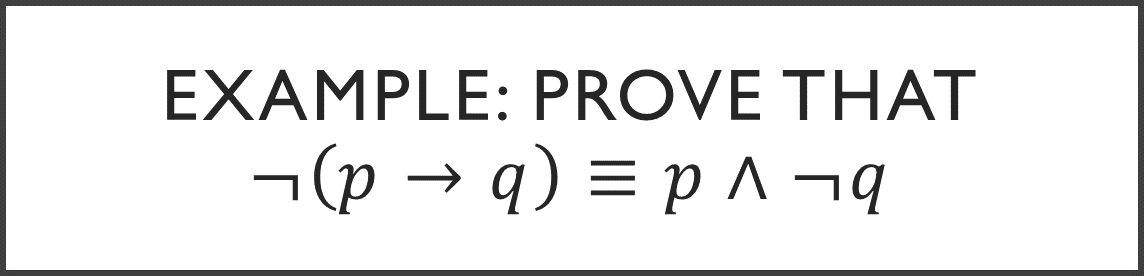 EXAMPLE: PROVE THAT
¬(p → q) ≡ p ∧ ¬q